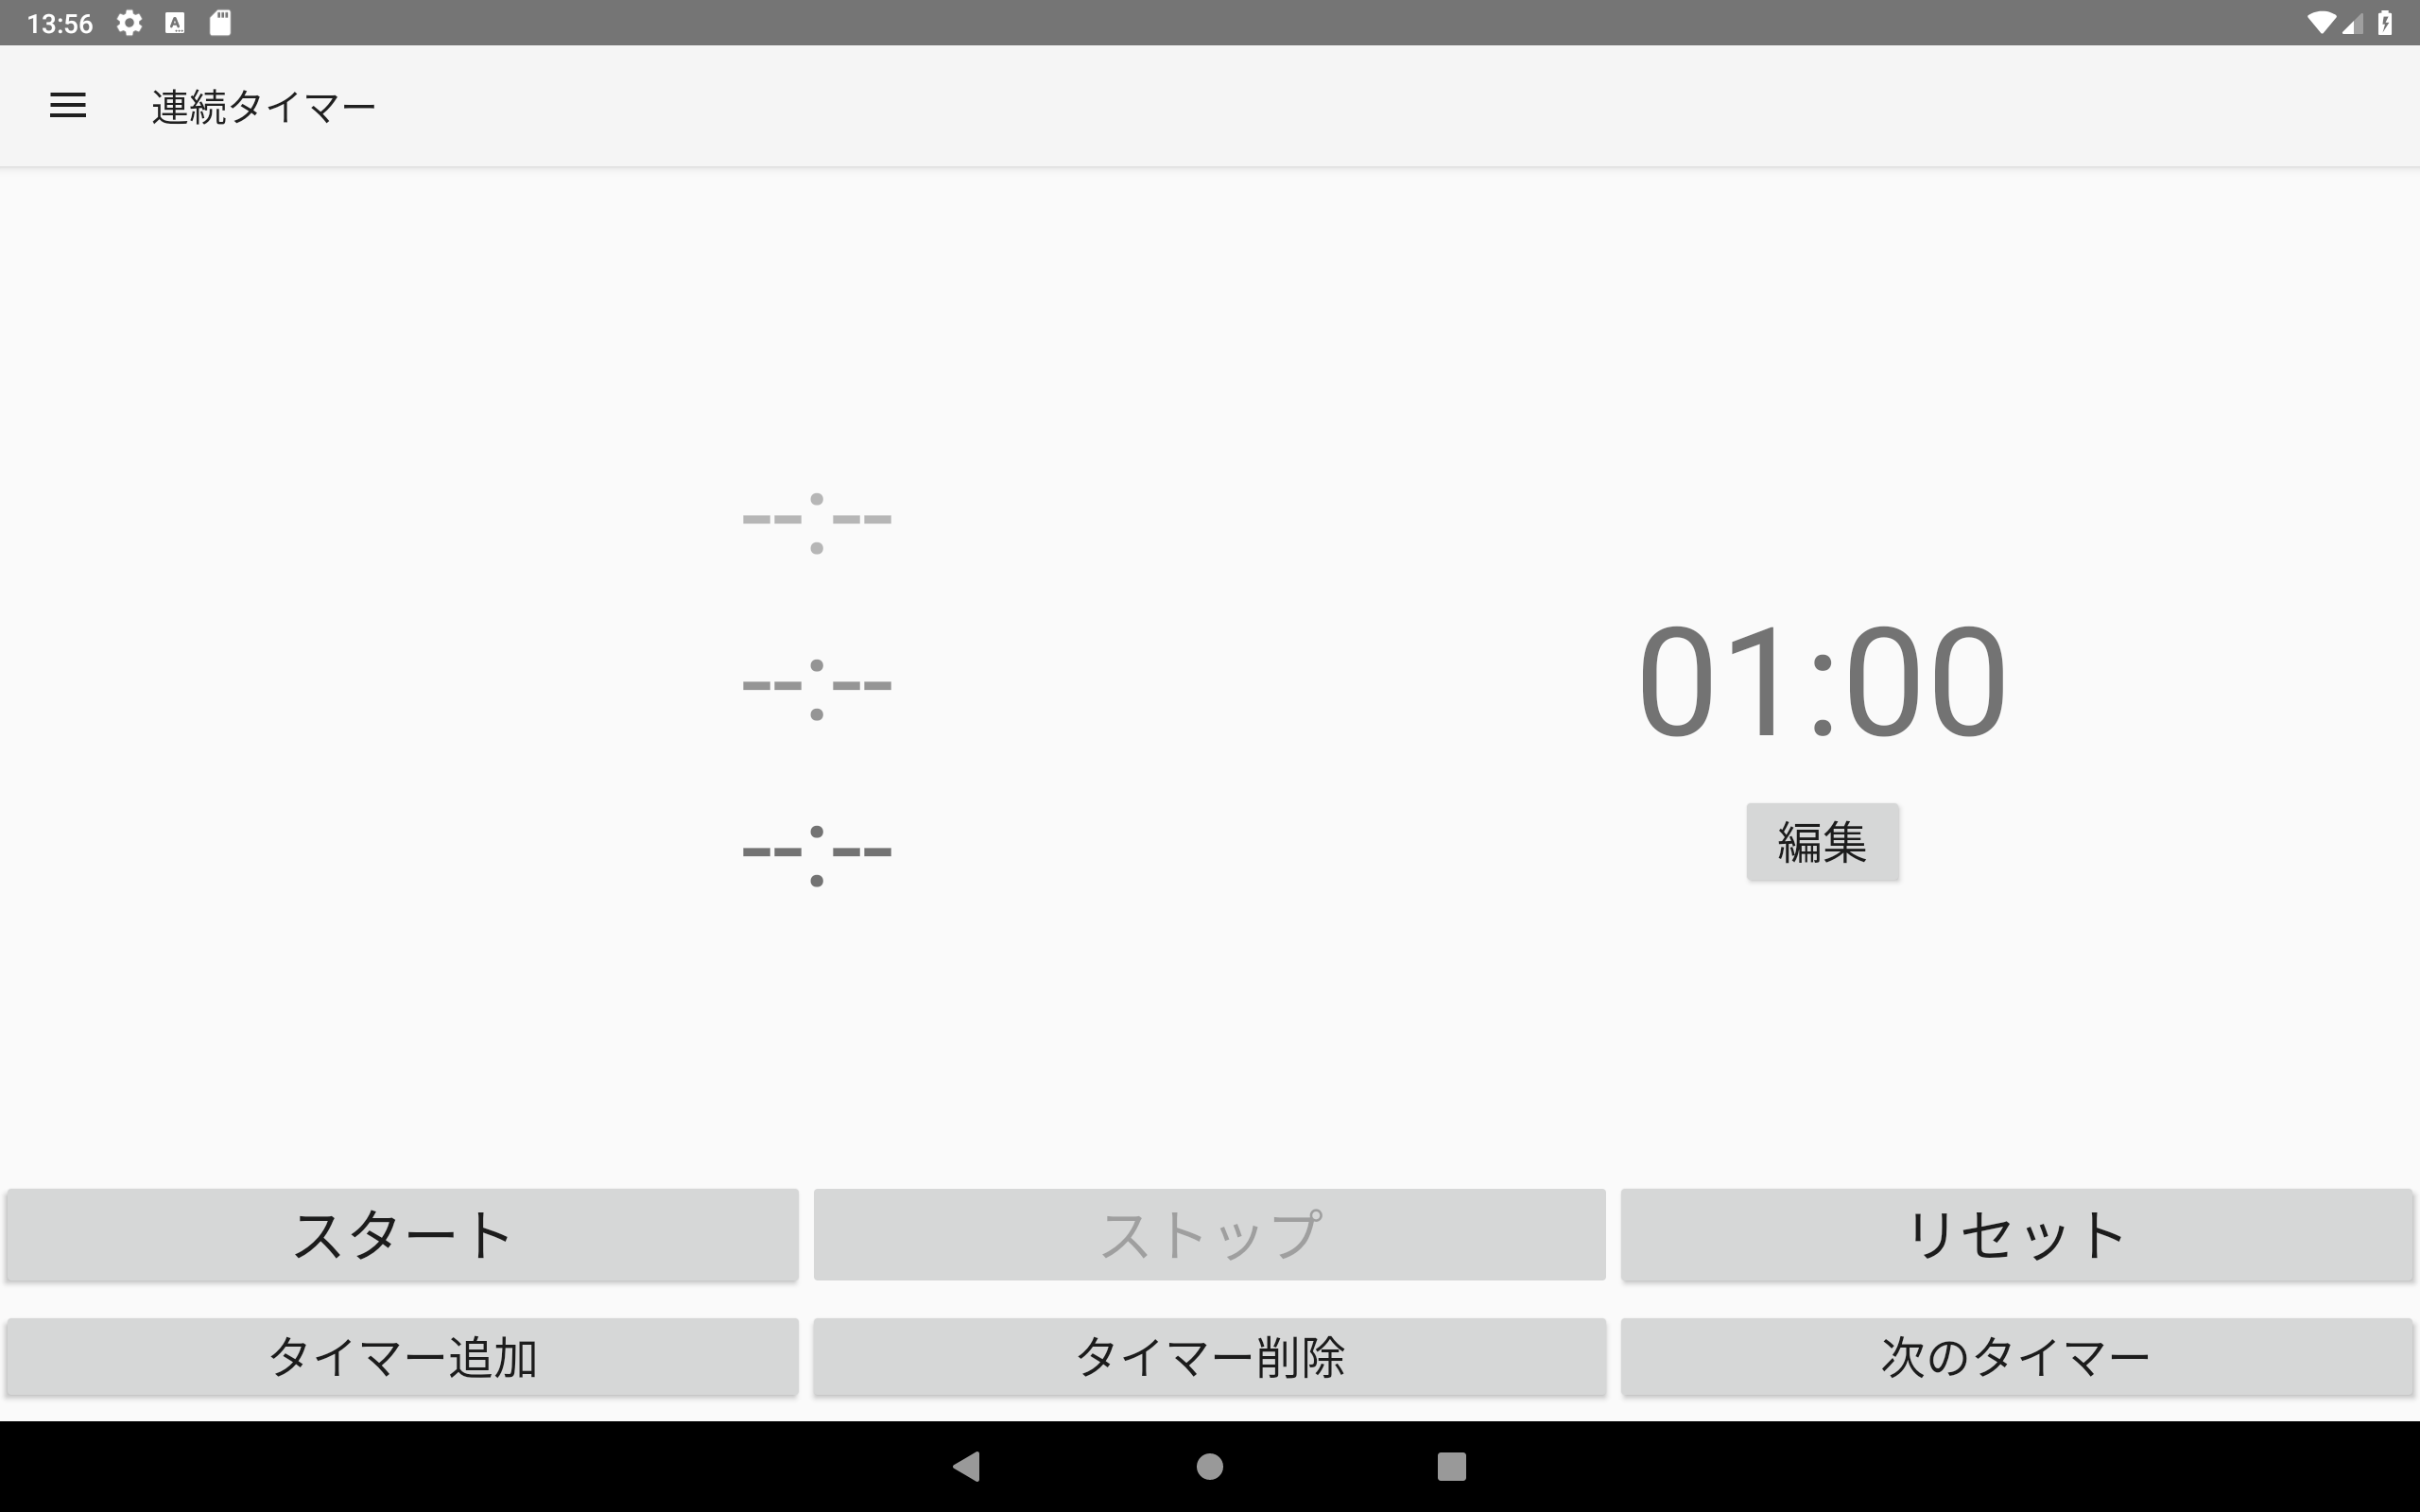 13:56
連続タイマー
--:--
--:--
--:--
01:00
編集
スタート
ストップ
リセット
タイマー追加
タイマー削除
次のタイマー